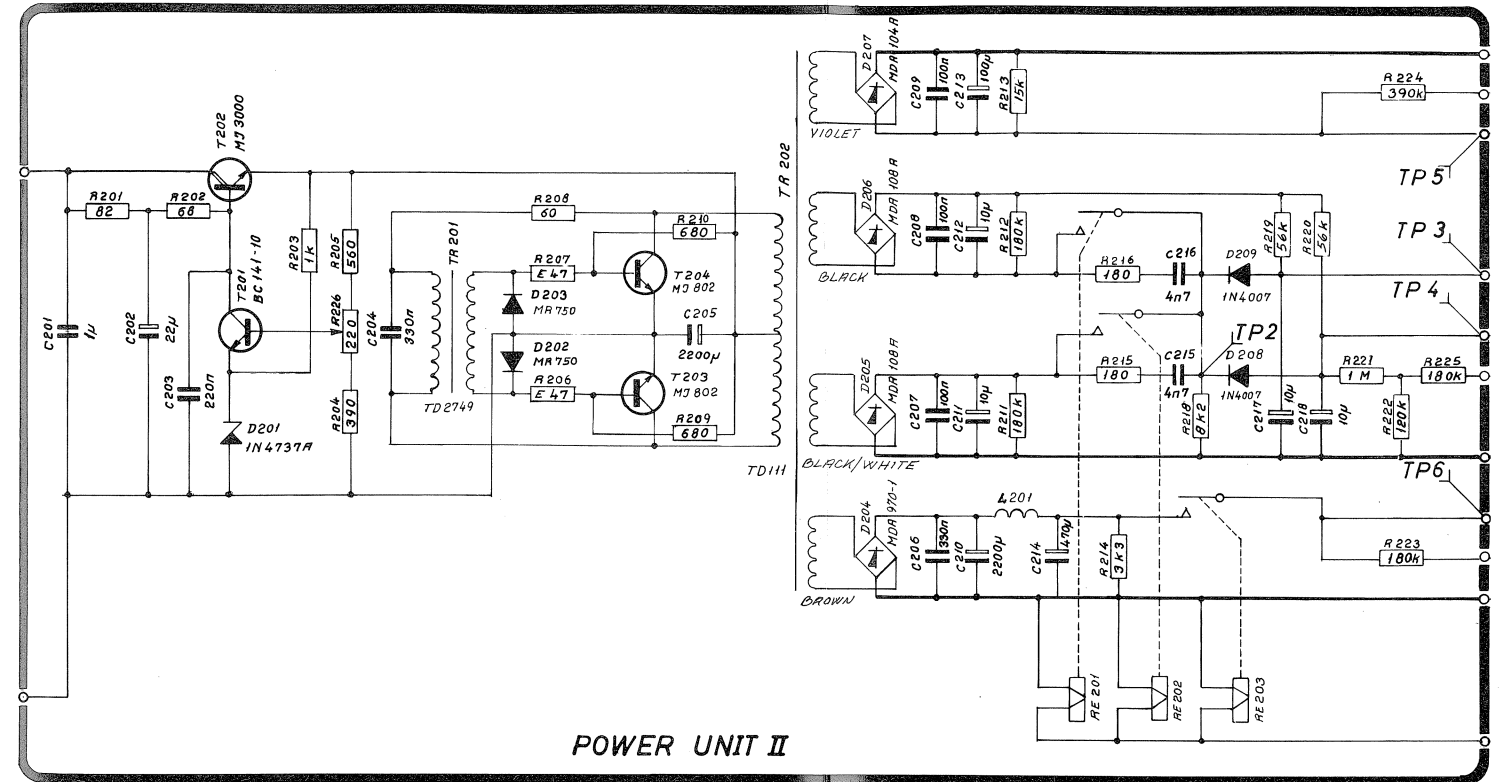 T202
MJ3000
R201
82
R202
68
R203
1k
R205
560
T201
BC 141-10
R226
220
C201
1µ
C202
22µ
C203
220n
R204
390
D201
1N4737A
C204
330n
TR201
TD2749
R208
60
R207
E47
D203
MR750
D202
MR750
R206
E47
R210
680
T204
MJ802
C205
2200µ
T203
MJ802
R209
680
TR202
TD111
VIOLET
D207
MDA 104A
C209
100n
C213
100µ
R213
15k
R224
390k
TP5
BLACK
D206
MDA 108A
C208
100n
C212
10µ
R212
180k
R216
180
C216
4n7
D209
1N4007
R219
56k
R220
56k
TP3
TP4
TP2
BLACK/WHITE
D205
MDA 108A
C207
100n
C211
10µ
R211
180k
R215
180
C215
4n7
D208
1N4007
R218
8k2
C217
10µ
C218
10µ
R221
1M
R225
180k
R222
120k
TP6
BROWN
D204
MDA 970-1
C206
330n
C210
2200µ
L201
C214
470µ
R214
3k3
R223
180k
RE201
RE202
RE203
POWER UNIT II